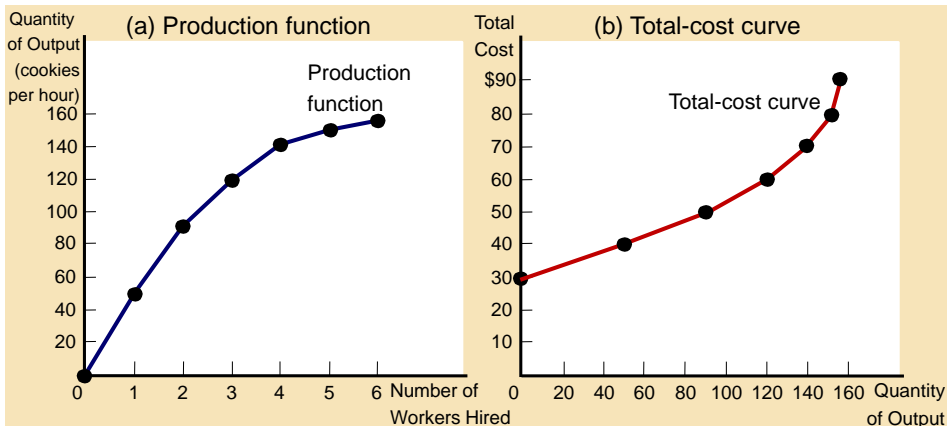 (a) Production function
Quantity
of Output
(cookies
per hour)
Production
function
160
140
120
100
80
60
40
20
0 1 2 3 4 5 6 Number of
Workers Hired
(b) Total-cost curve
Total
Cost
$90
Total-cost curve
80
70
60
50
40
30
20
10
0 20 40 60 80 100 120 140 160 Quantity
of Output